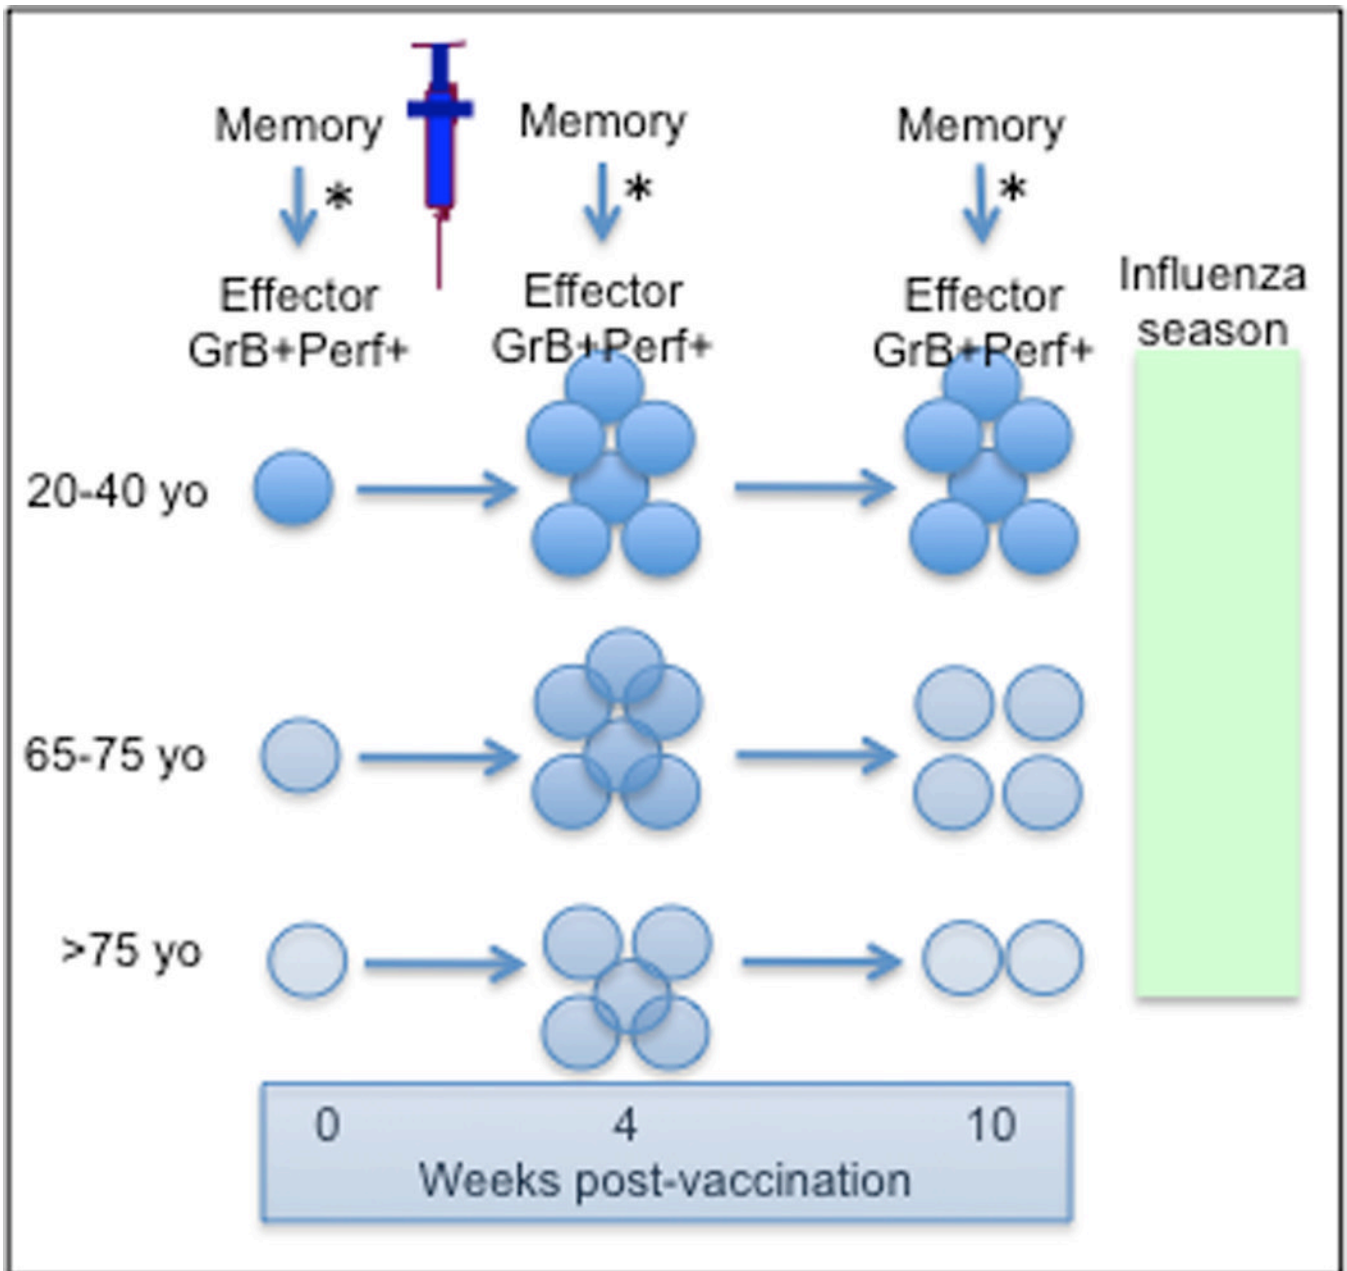 Memory
*
Effector
GrB+Perf+
Memory
*
Effector
GrB+Perf+
Memory
*
Effector
GrB+Perf+
Influenza
season
20-40 yo
65-75 yo
>75 yo
0 4 10
Weeks post-vaccination